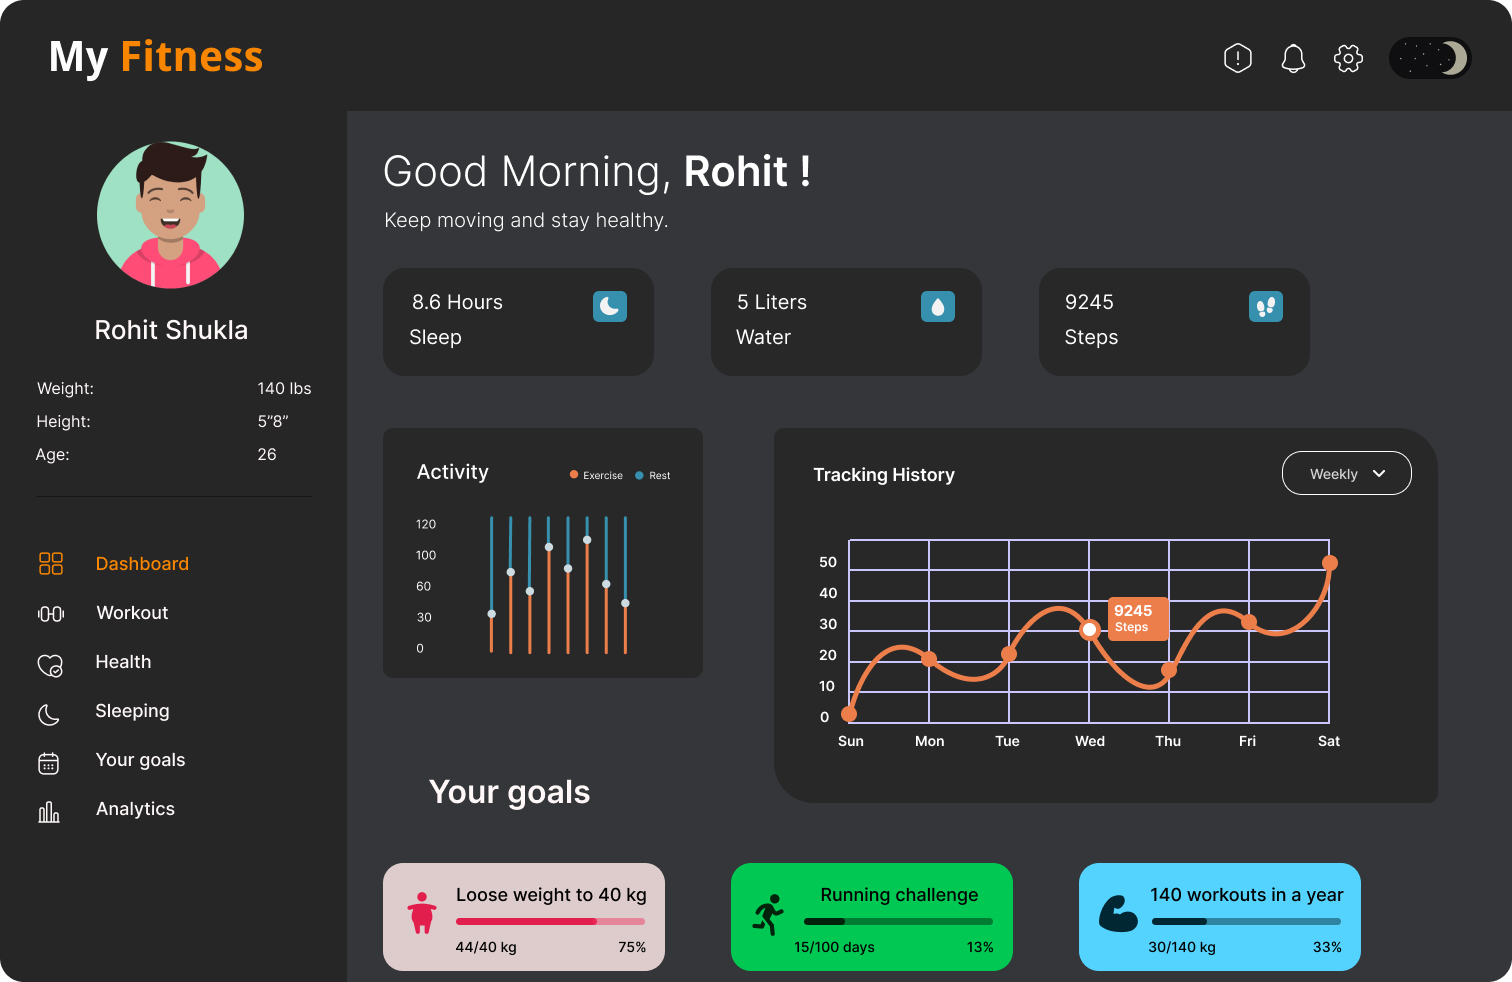 My Fitness
Good Morning, Rohit !
Keep moving and stay healthy.
Rohit Shukla
Weight: 140 lbs
Height: 5”8”
Age: 26
Dashboard
Workout
Health
Sleeping
Your goals
Analytics
8.6 Hours
Sleep
5 Liters
Water
9245
Steps
Activity
Exercise Rest
120
100
60
30
0
Tracking History
Weekly
50
40
30
20
10
0
9245
Steps
Sun Mon Tue Wed Thu Fri Sat
Your goals
Loose weight to 40 kg
44/40 kg 75%
Running challenge
15/100 days 13%
140 workouts in a year
30/140 kg 33%